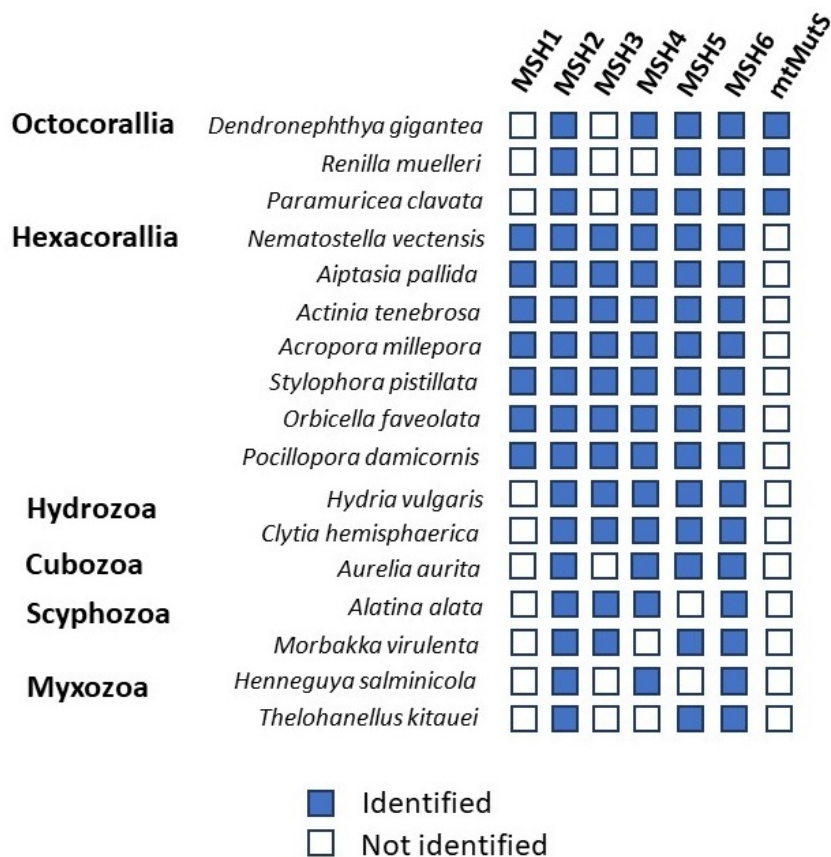 MSH1 MSH2 MSH3 MSH4 MSH5 MSH6 mtMutS
Octocorallia Dendronephthya gigantea
Renilla muelleri
Paramuricea clavata
Hexacorallia Nematostella vectensis
Aiptasia pallida
Actinia tenebrosa
Acropora millepora
Stylophora pistillata
Orbicella faveolata
Pocillopora damicornis
Hydrozoa Hydria vulgaris
Clytia hemisphaerica
Cubozoa Aurelia aurita
Scyphozoa Alatina alata
Morbakka virulenta
Myxozoa Henneguya salminicola
Thelohanellus kitauei
Identified
Not identified